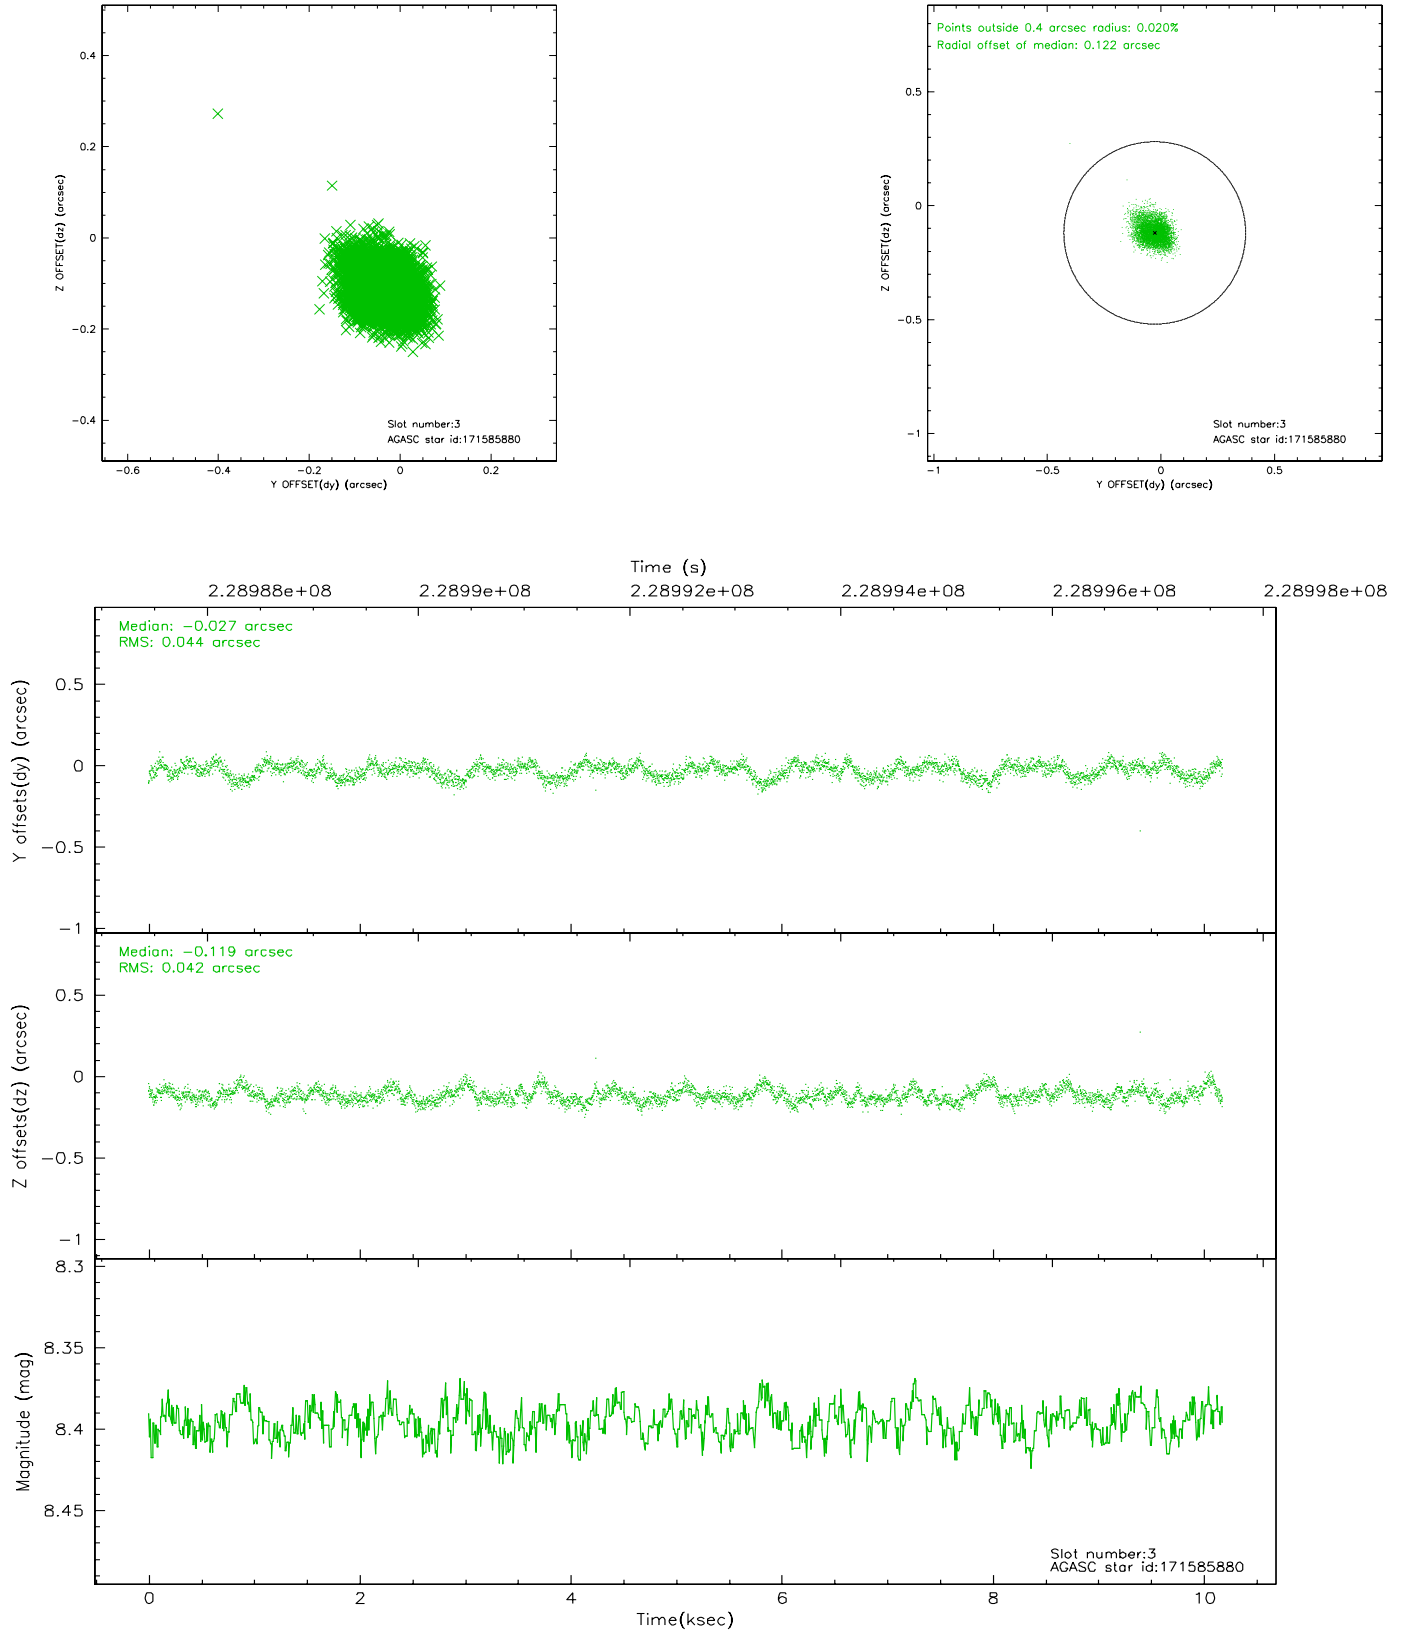 0.4
0.2
0
−0.2
−0.4
Z OFFSET(dz) (arcsec)
Slot number:3
AGASC star id:171585880
−0.6
−0.4
−0.2
0
0.2
Y OFFSET(dy) (arcsec)
Points outside 0.4 arcsec radius: 0.020%
Radial offset of median: 0.122 arcsec
0.5
0
−0.5
−1
Z OFFSET(dz) (arcsec)
Slot number:3
AGASC star id:171585880
−1
−0.5
0
0.5
Y OFFSET(dy) (arcsec)
Time (s)
2.28988e+08
2.2899e+08
2.28992e+08
2.28994e+08
2.28996e+08
2.28998e+08
Median: −0.027 arcsec
RMS: 0.044 arcsec
0.5
0
−0.5
−1
Y offsets(dy) (arcsec)
Median: −0.119 arcsec
RMS: 0.042 arcsec
0.5
0
−0.5
−1
Z offsets(dz) (arcsec)
8.3
8.35
8.4
8.45
Magnitude (mag)
Slot number:3
AGASC star id:171585880
0
2
4
6
8
10
Time(ksec)